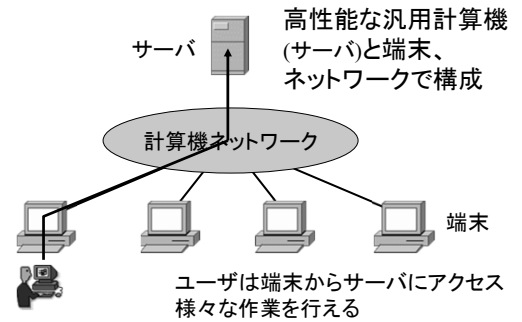 高性能な汎用計算機
(サーバ)と端末、
ネットワークで構成
サーバ
計算機ネットワーク
端末
ユーザは端末からサーバにアクセス
様々な作業を行える